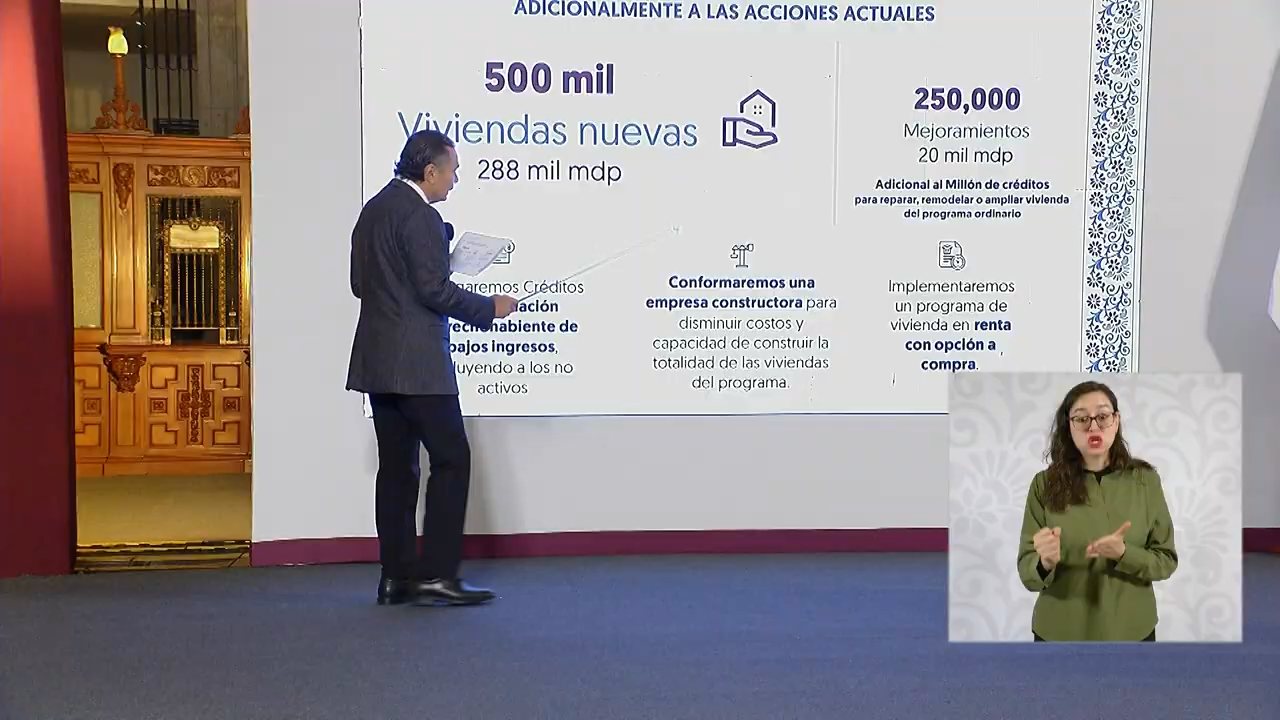 ADICIONALMENTE A LAS ACCIONES ACTUALES
500 mil
Viviendas nuevas
288 mil mdp
250,000
Mejoramientos
20 mil mdp
Adicional al Millón de créditos
para reparar, remodelar o ampliar vivienda
del programa ordinario
Créditos
de
bajos ingresos,
a los no
activos
Conformaremos una
empresa constructora para
disminuir costos y
capacidad de construir la
totalidad de las viviendas
del programa.
Implementaremos
un programa de
vivienda en renta
con opción a
compra.